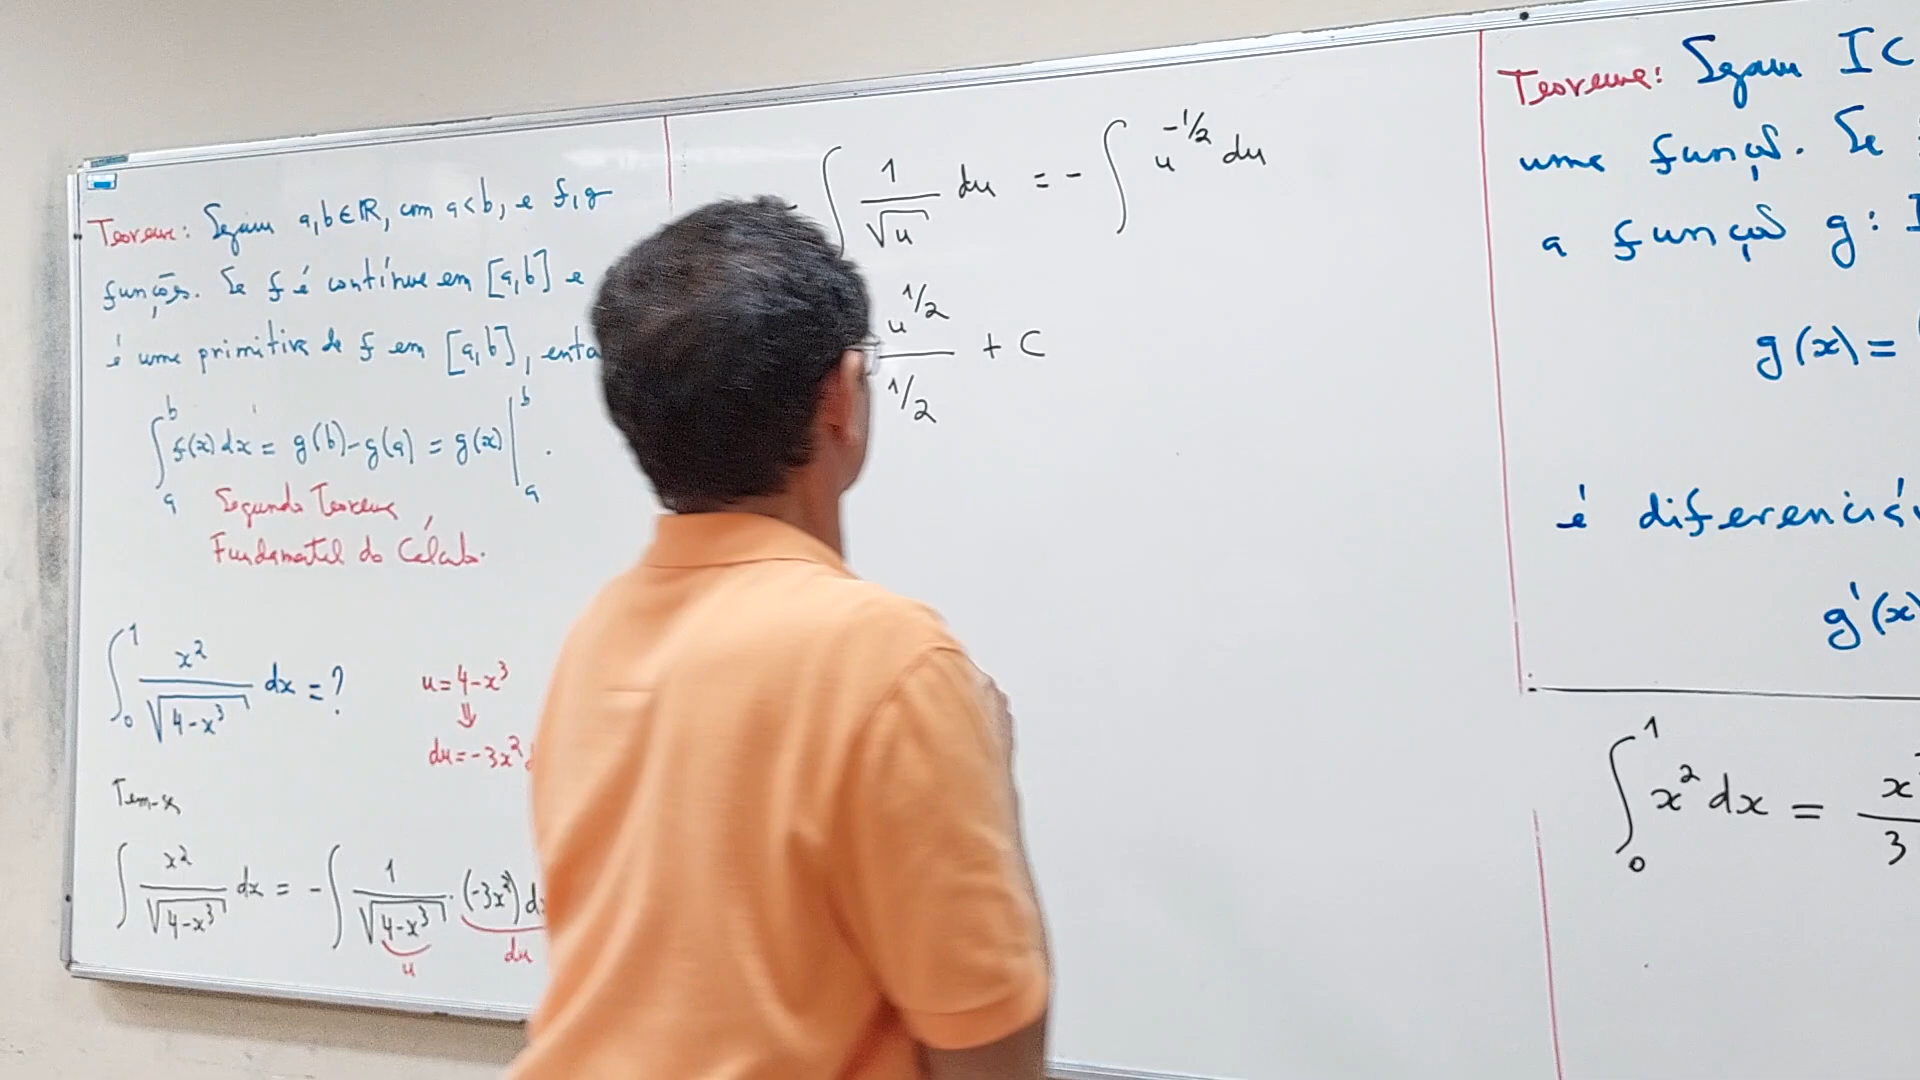 Teorema: Sejam a,b∈ℝ, com a<b, e f,g
funções. Se f é contínua em [a,b] e
é uma primitiva de f em [a,b], entã
∫_a^b f(x) dx = g(b) - g(a) = g(x) |_a^b .
Segundo Teorema
Fundamental do Cálculo.
∫_0^1 x²/√(4-x³) dx = ?
u = 4-x³
⇓
du = -3x² d
Tem-se
∫ x²/√(4-x³) dx = -∫ 1/√(4-x³) · (-3x²) dx
u
du
- ∫ 1/√u du = - ∫ u^(-1/2) du
u^(1/2)/(1/2) + C
Teorema: Sejam I ⊂
uma função. Se
a função g: I
g(x) =
é diferenciáv
g'(x)
∫_0^1 x² dx = x/3